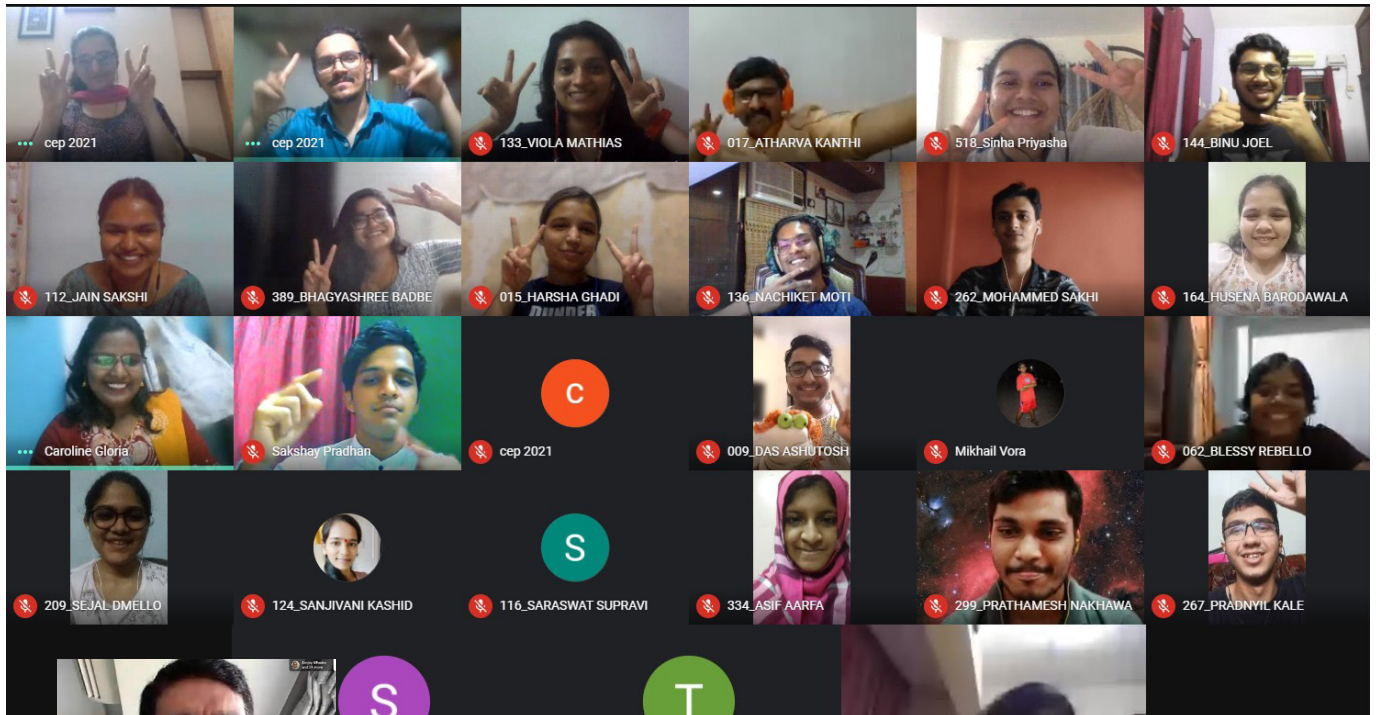 cep 2021
cep 2021
133_VIOLA MATHIAS
017_ATHARVA KANTHI
518_Sinha Priyasha
144_BINU JOEL
112_JAIN SAKSHI
389_BHAGYASHREE BADBE
015_HARSHA GHADI
136_NACHIKET MOTI
262_MOHAMMED SAKHI
164_HUSENA BARODAWALA
Caroline Gloria
Sakshay Pradhan
c
cep 2021
009_DAS ASHUTOSH
Mikhail Vora
062_BLESSY REBELLO
209_SEJAL DMELLO
124_SANJIVANI KASHID
S
116_SARASWAT SUPRAVI
334_ASIF AARFA
299_PRATHAMESH NAKHAWA
267_PRADNYIL KALE
S
T